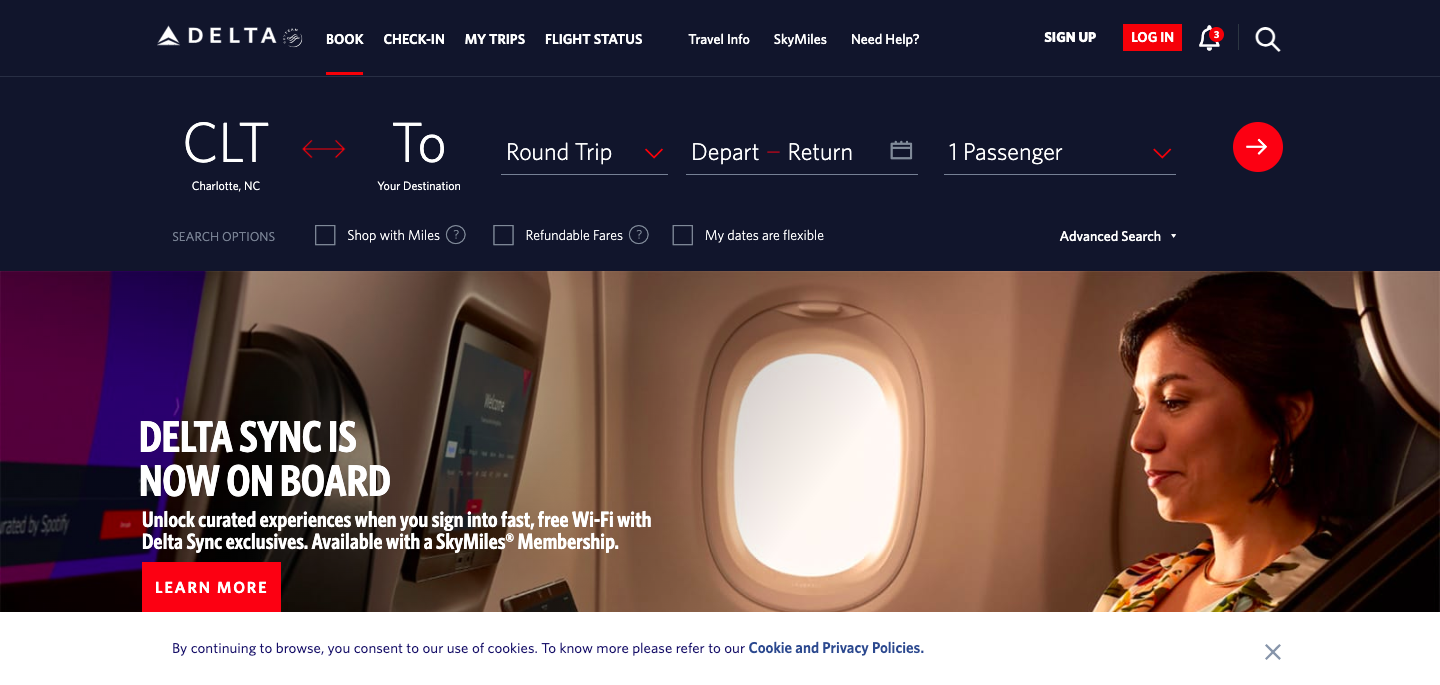 DELTA
BOOK
CHECK-IN
MY TRIPS
FLIGHT STATUS
Travel Info
SkyMiles
Need Help?
SIGN UP
LOG IN
3
CLT
Charlotte, NC
To
Your Destination
Round Trip
Depart — Return
1 Passenger
SEARCH OPTIONS
Shop with Miles ?
Refundable Fares ?
My dates are flexible
Advanced Search
Welcome
DELTA SYNC IS
NOW ON BOARD
Unlock curated experiences when you sign into fast, free Wi-Fi with
Delta Sync exclusives. Available with a SkyMiles® Membership.
by Spotify
LEARN MORE
By continuing to browse, you consent to our use of cookies. To know more please refer to our Cookie and Privacy Policies.